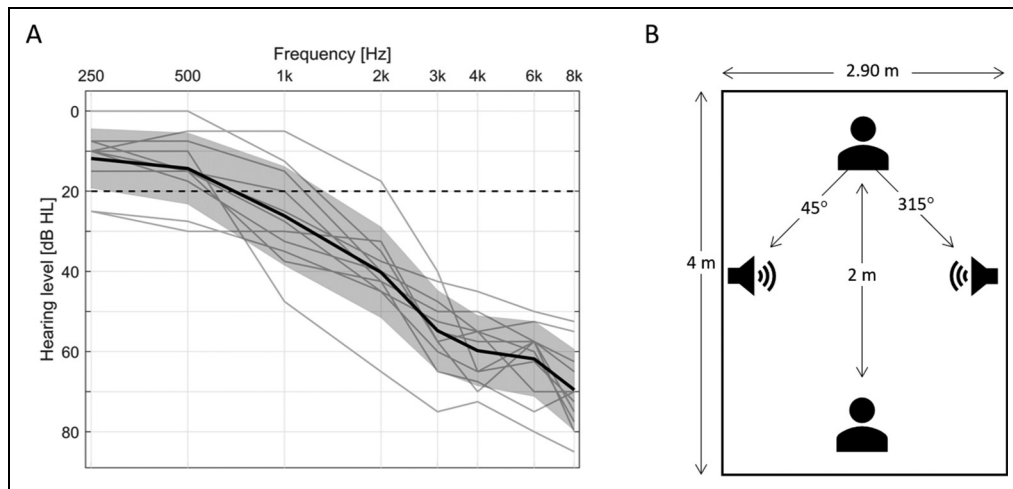 A
Frequency [Hz]
250 500 1k 2k 3k 4k 6k 8k
Hearing level [dB HL]
0
20
40
60
80
B
2.90 m
45° 315°
4 m
2 m